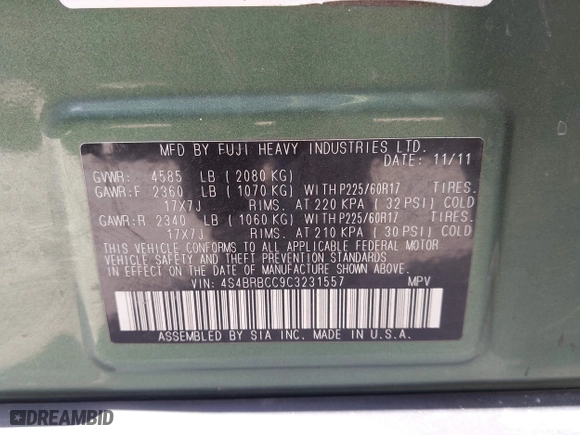 MFD BY FUJI HEAVY INDUSTRIES LTD.
DATE: 11/11
GVWR: 4585 LB ( 2080 KG)
GAWR:F 2360 LB ( 1070 KG) WITHP225/60R17 TIRES.
17X7J RIMS. AT 220 KPA ( 32 PSI) COLD
GAWR:R 2340 LB ( 1060 KG) WITHP225/60R17 TIRES.
17X7J RIMS. AT 210 KPA ( 30 PSI) COLD
THIS VEHICLE CONFORMS TO ALL APPLICABLE FEDERAL MOTOR
VEHICLE SAFETY AND THEFT PREVENTION STANDARDS
IN EFFECT ON THE DATE OF MANUFACTURE SHOWN ABOVE.
VIN: 4S4BRBCC9C3231557 MPV
ASSEMBLED BY SIA INC. MADE IN U.S.A.
DREAMBID